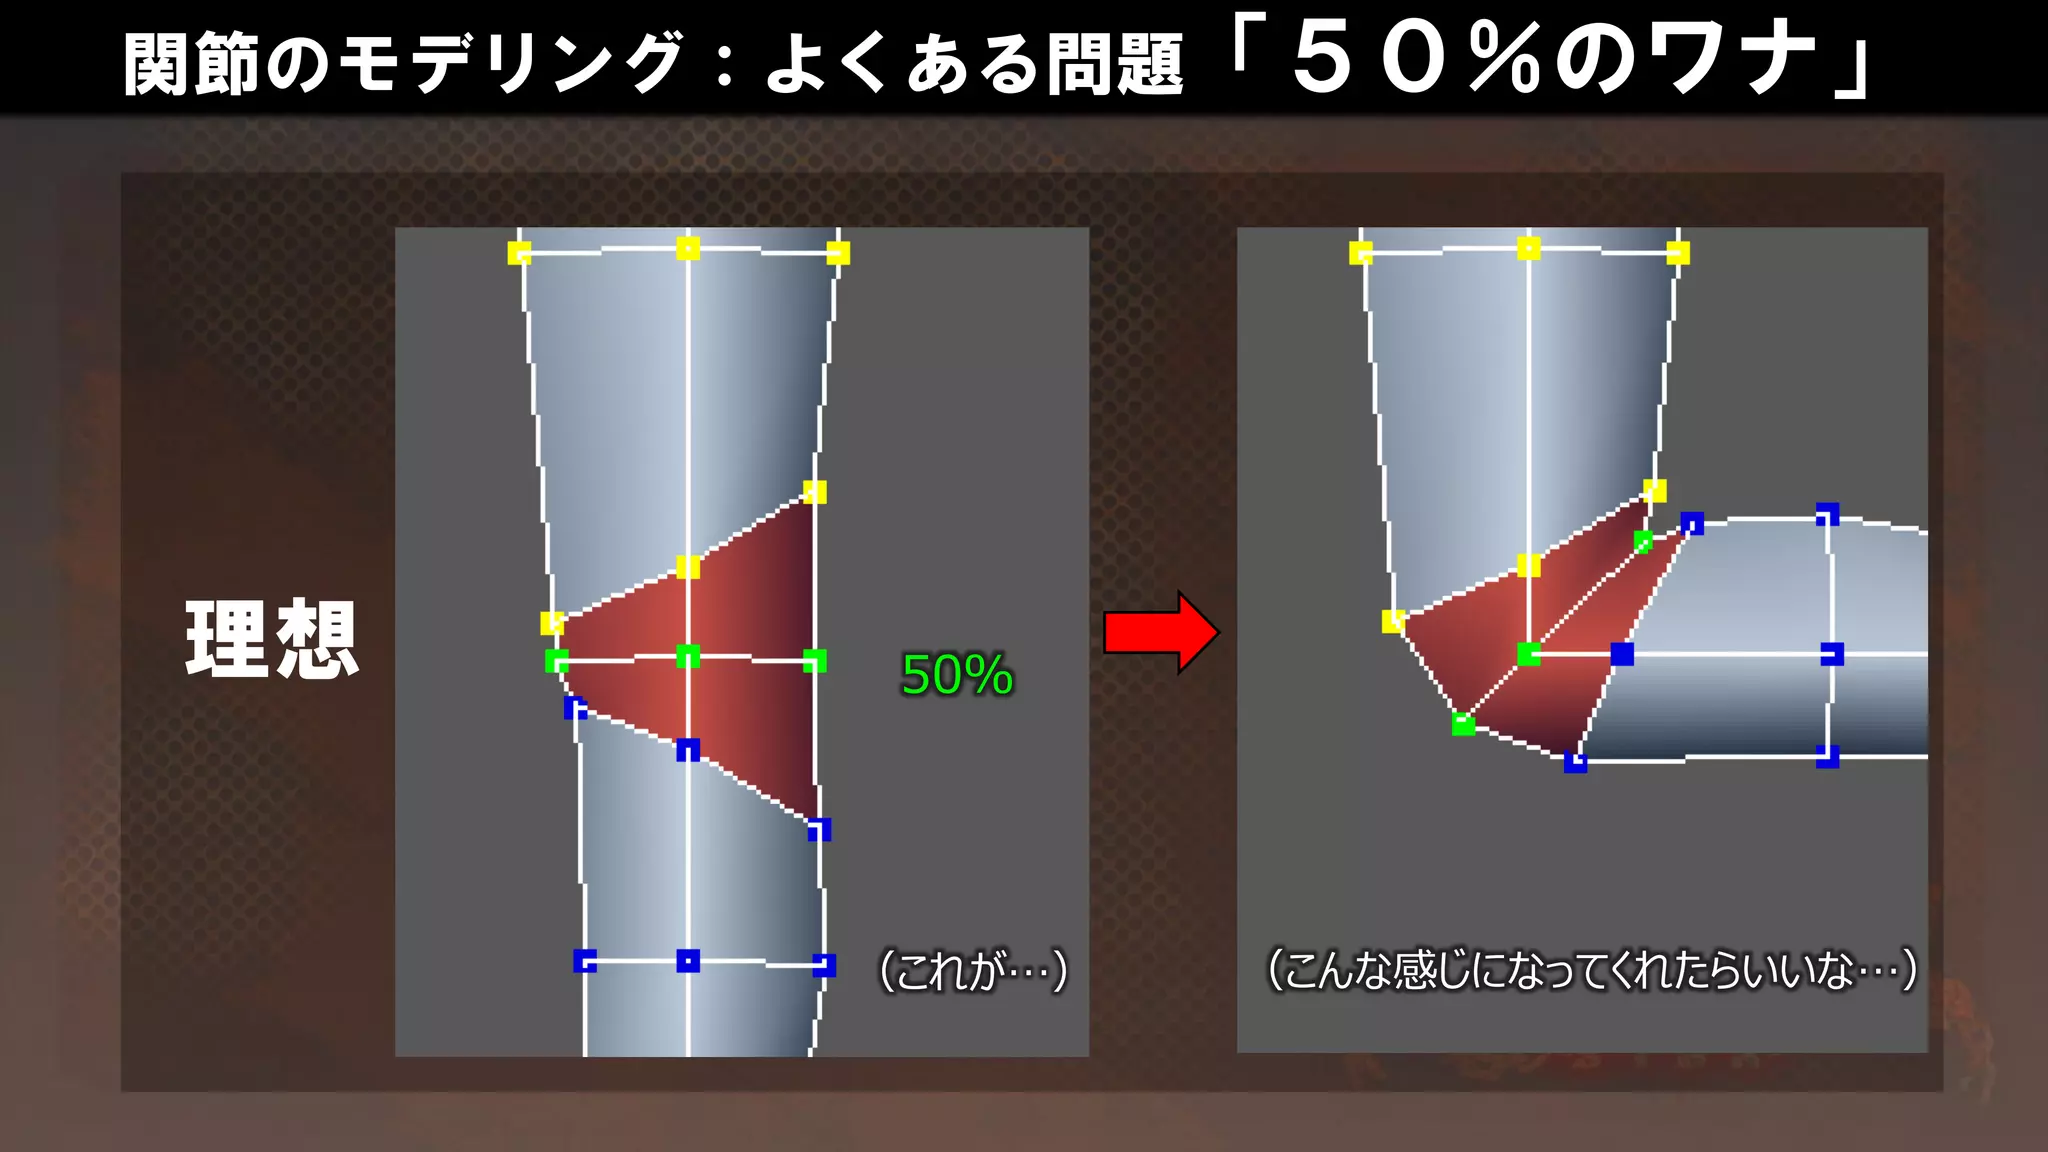 関節のモデリング：よくある問題「５０％のワナ」
理想
50%
（これが…）
（こんな感じになってくれたらいいな…）